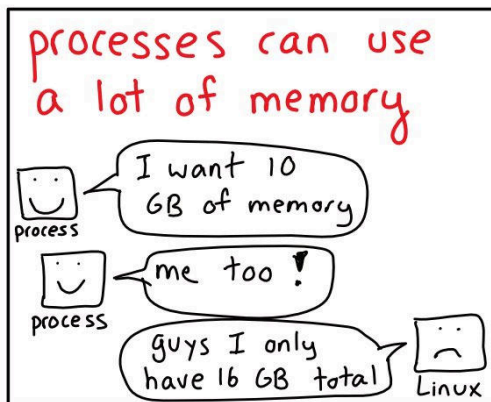 processes can use
a lot of memory
I want 10
GB of memory
process
me too!
process
guys I only
have 16 GB total
Linux